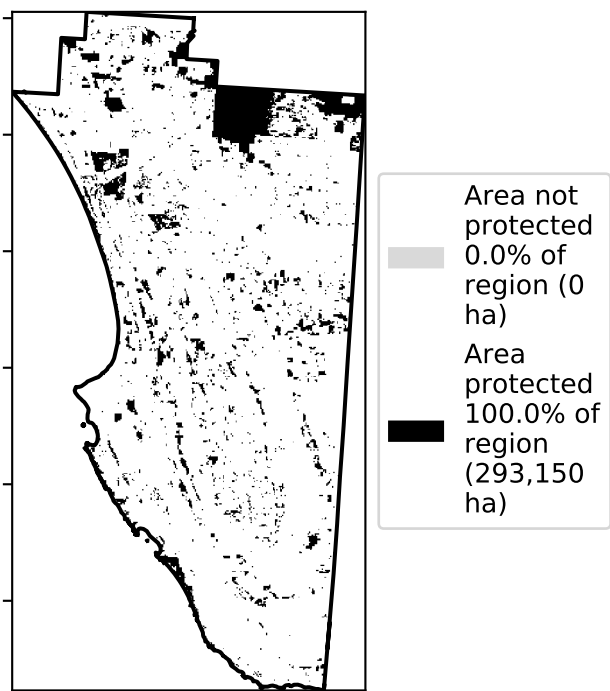 Area not
protected
0.0% of
region (0
ha)
Area
protected
100.0% of
region
(293,150
ha)